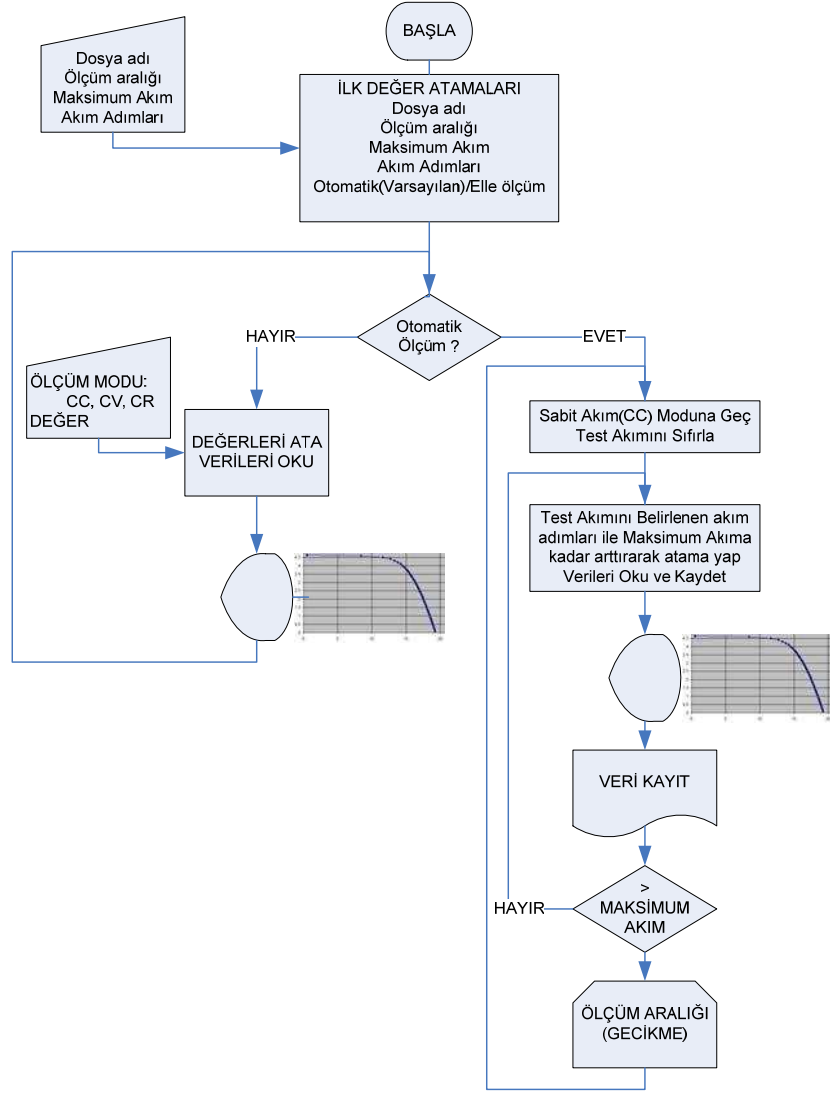 BAŞLA
Dosya adı
Ölçüm aralığı
Maksimum Akım
Akım Adımları
İLK DEĞER ATAMALARI
Dosya adı
Ölçüm aralığı
Maksimum Akım
Akım Adımları
Otomatik(Varsayılan)/Elle ölçüm
Otomatik
Ölçüm ?
HAYIR
EVET
ÖLÇÜM MODU:
CC, CV, CR
DEĞER
DEĞERLERİ ATA
VERİLERİ OKU
Sabit Akım(CC) Moduna Geç
Test Akımını Sıfırla
Test Akımını Belirlenen akım
adımları ile Maksimum Akıma
kadar arttırarak atama yap
Verileri Oku ve Kaydet
VERİ KAYIT
>
MAKSİMUM
AKIM
HAYIR
ÖLÇÜM ARALIĞI
(GECİKME)